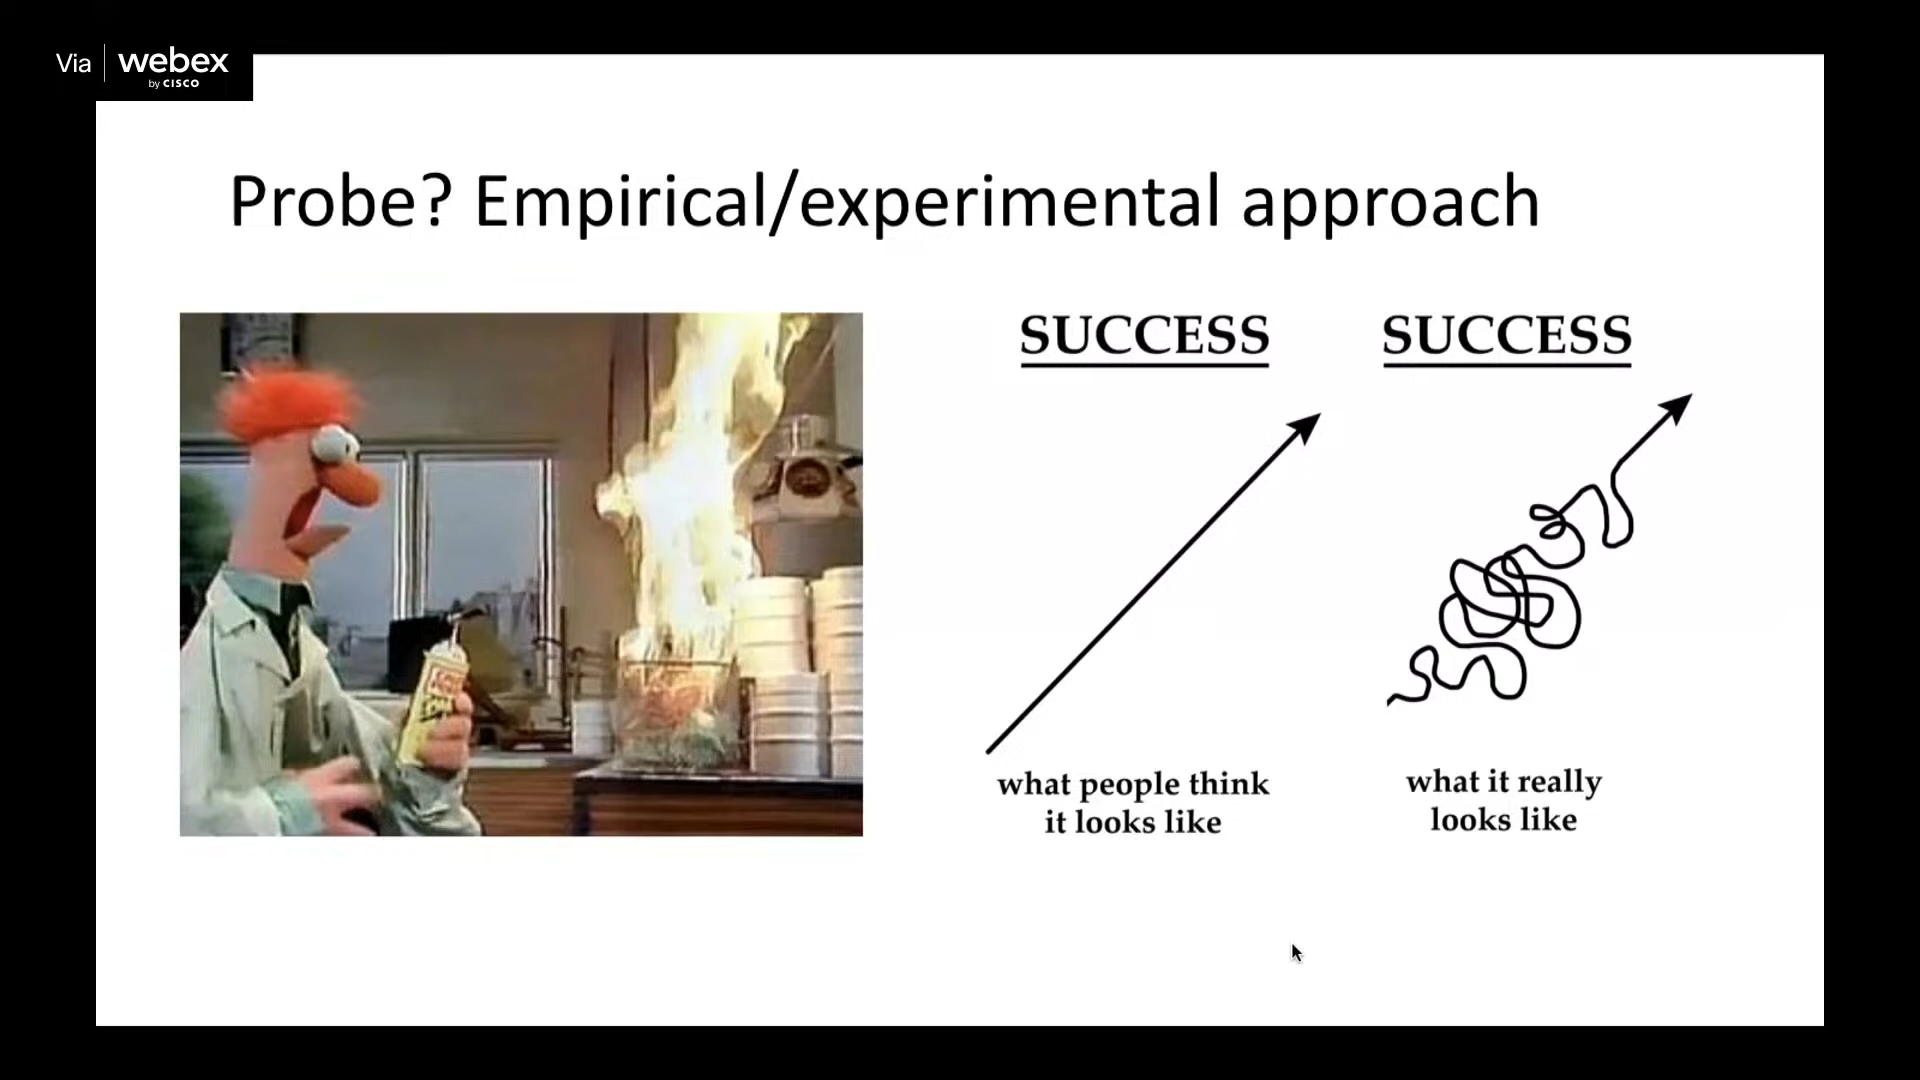 Via webex
by CISCO
Probe? Empirical/experimental approach
SUCCESS
SUCCESS
what people think
it looks like
what it really
looks like